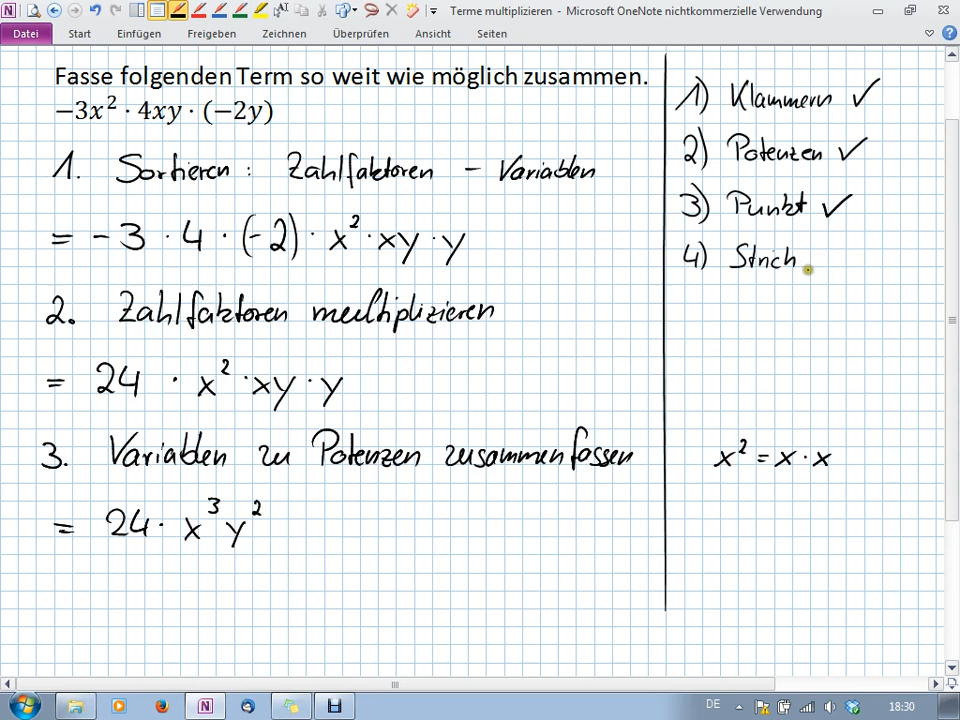 Terme multiplizieren - Microsoft OneNote nichtkommerzielle Verwendung
Datei Start Einfügen Freigeben Zeichnen Überprüfen Ansicht Seiten
Fasse folgenden Term so weit wie möglich zusammen.
−3x² · 4xy · (−2y)
1. Sortieren : Zahlfaktoren – Variablen
= −3 · 4 · (−2) · x² · xy · y
2. Zahlfaktoren multiplizieren
= 24 · x² · xy · y
3. Variablen zu Potenzen zusammenfassen
= 24 · x³ y²
1) Klammern ✓
2) Potenzen ✓
3) Punkt ✓
4) Strich
x² = x · x
DE 18:30